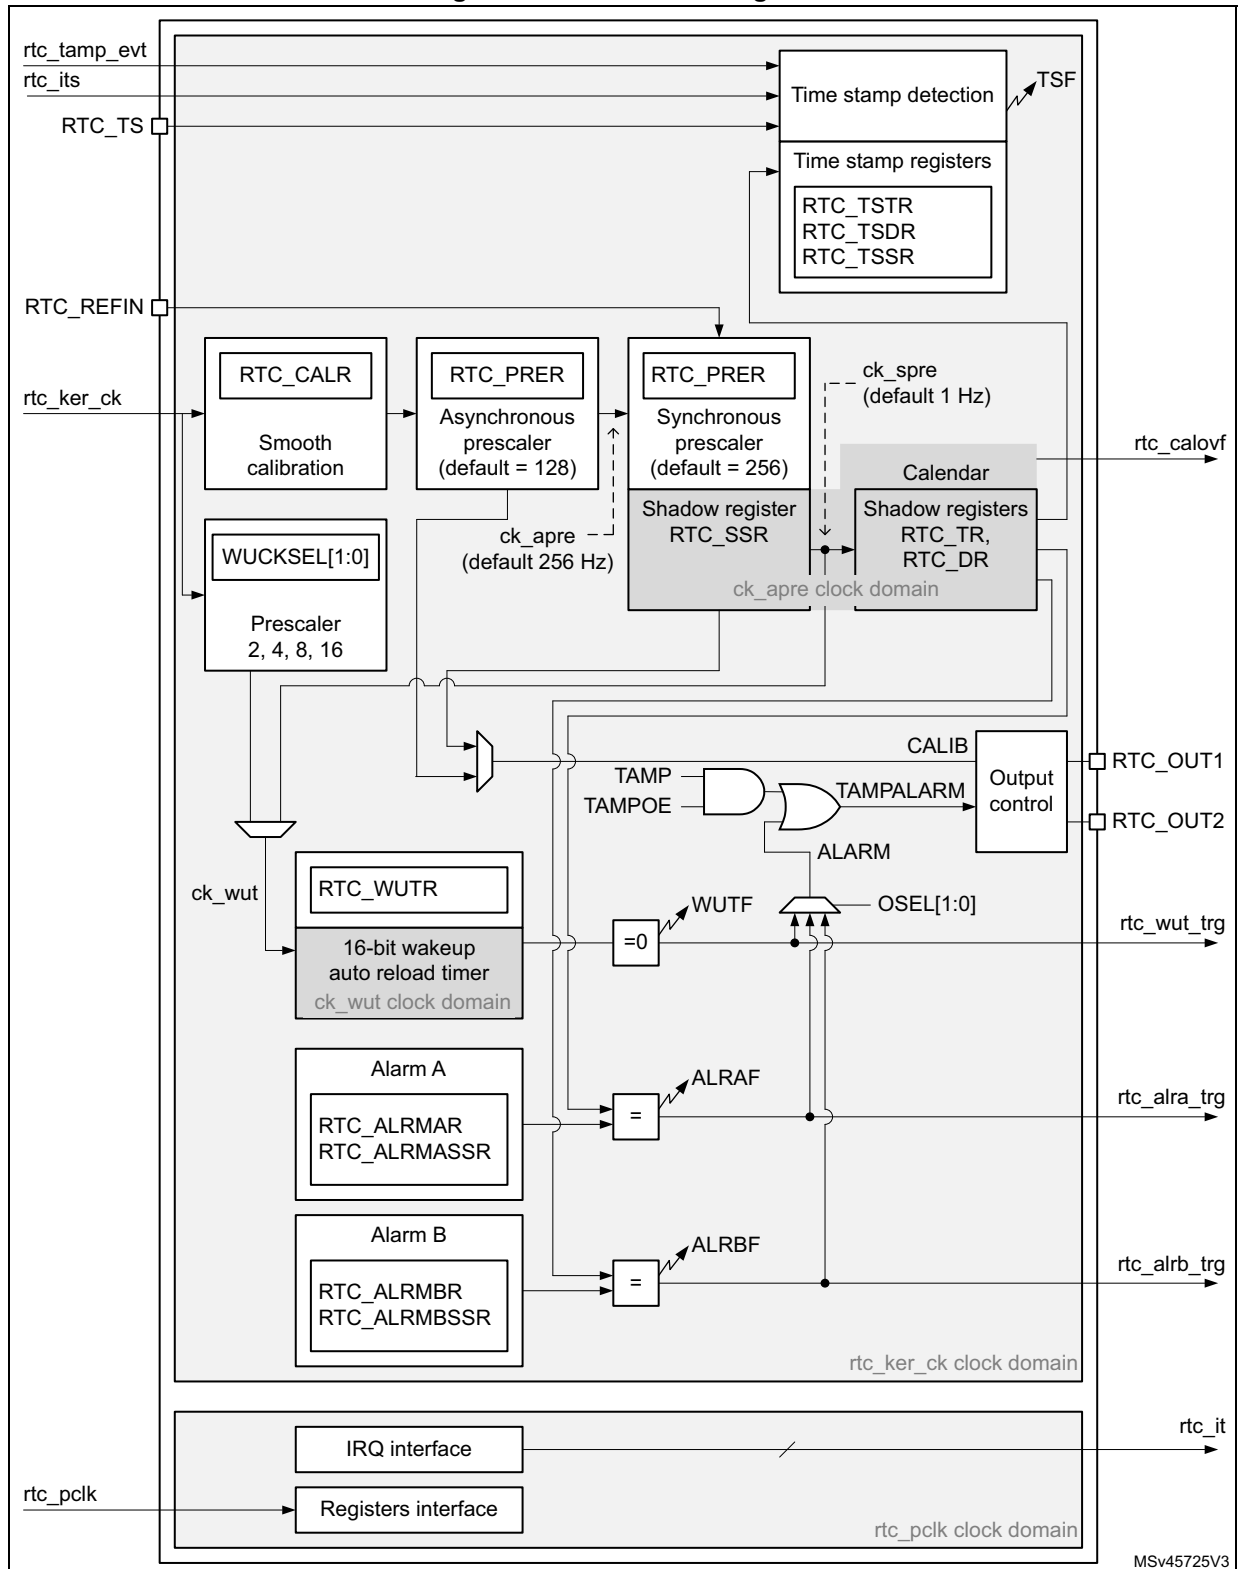 rtc_tamp_evt
rtc_its
RTC_TS
Time stamp detection
TSF
Time stamp registers
RTC_TSTR
RTC_TSDR
RTC_TSSR
RTC_REFIN
rtc_ker_ck
RTC_CALR
Smooth
calibration
RTC_PRER
Asynchronous
prescaler
(default = 128)
RTC_PRER
Synchronous
prescaler
(default = 256)
ck_spre
(default 1 Hz)
rtc_calovf
Calendar
ck_apre
(default 256 Hz)
Shadow register
RTC_SSR
Shadow registers
RTC_TR,
RTC_DR
ck_apre clock domain
WUCKSEL[1:0]
Prescaler
2, 4, 8, 16
CALIB
TAMP
TAMPOE
TAMPALARM
ALARM
Output
control
RTC_OUT1
RTC_OUT2
ck_wut
RTC_WUTR
16-bit wakeup
auto reload timer
ck_wut clock domain
=0
WUTF
OSEL[1:0]
rtc_wut_trg
Alarm A
RTC_ALRMAR
RTC_ALRMASSR
=
ALRAF
rtc_alra_trg
Alarm B
RTC_ALRMBR
RTC_ALRMBSSR
=
ALRBF
rtc_alrb_trg
rtc_ker_ck clock domain
IRQ interface
rtc_it
rtc_pclk
Registers interface
rtc_pclk clock domain
MSv45725V3